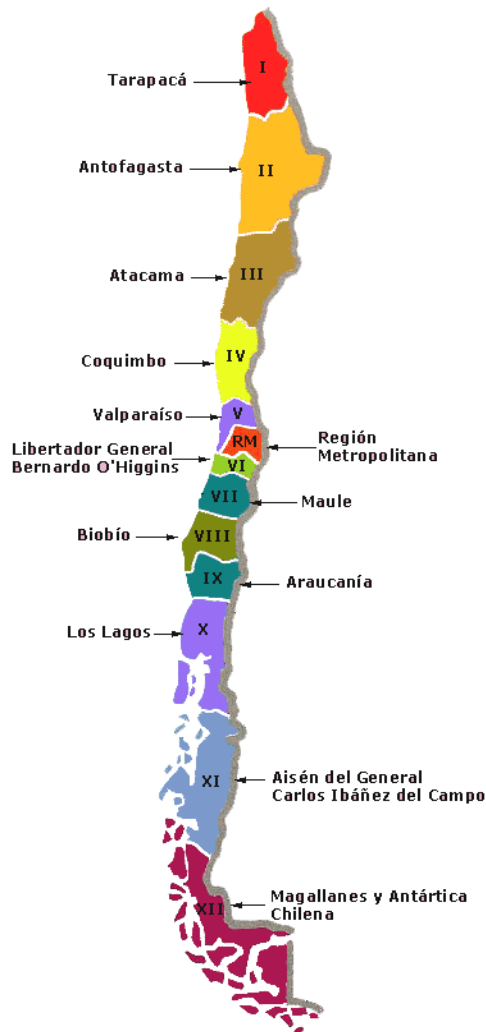 I
Tarapacá
II
Antofagasta
III
Atacama
IV
Coquimbo
V
Valparaíso
RM
Región
Metropolitana
Libertador General
Bernardo O'Higgins
VI
VII
Maule
VIII
Biobío
IX
Araucanía
X
Los Lagos
XI
Aisén del General
Carlos Ibáñez del Campo
XII
Magallanes y Antártica
Chilena